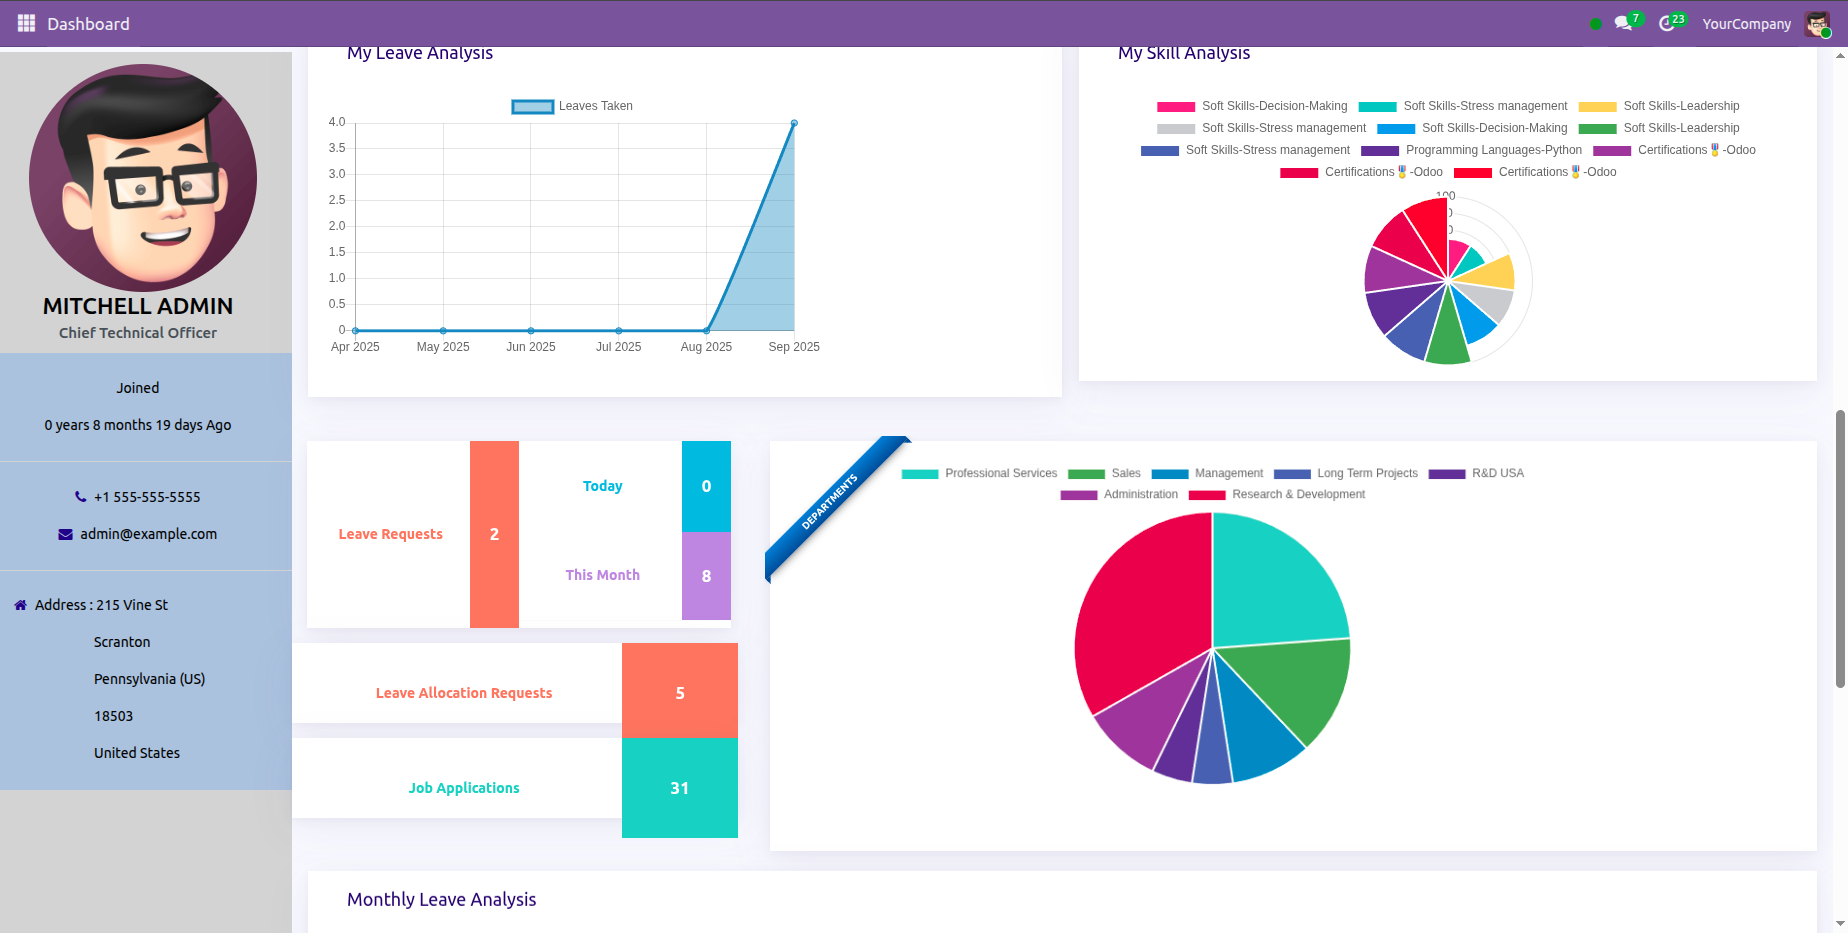 Dashboard
7
23
YourCompany
MITCHELL ADMIN
Chief Technical Officer
Joined
0 years 8 months 19 days Ago
+1 555-555-5555
admin@example.com
Address : 215 Vine St
Scranton
Pennsylvania (US)
18503
United States
My Leave Analysis
Leaves Taken
4.0
3.5
3.0
2.5
2.0
1.5
1.0
0.5
0
Apr 2025 May 2025 Jun 2025 Jul 2025 Aug 2025 Sep 2025
My Skill Analysis
Soft Skills-Decision-Making Soft Skills-Stress management Soft Skills-Leadership
Soft Skills-Stress management Soft Skills-Decision-Making Soft Skills-Leadership
Soft Skills-Stress management Programming Languages-Python Certifications🏅-Odoo
Certifications🏅-Odoo Certifications🏅-Odoo
100
Leave Requests
2
Today
0
This Month
8
Leave Allocation Requests
5
Job Applications
31
DEPARTMENTS
Professional Services Sales Management Long Term Projects R&D USA
Administration Research & Development
Monthly Leave Analysis